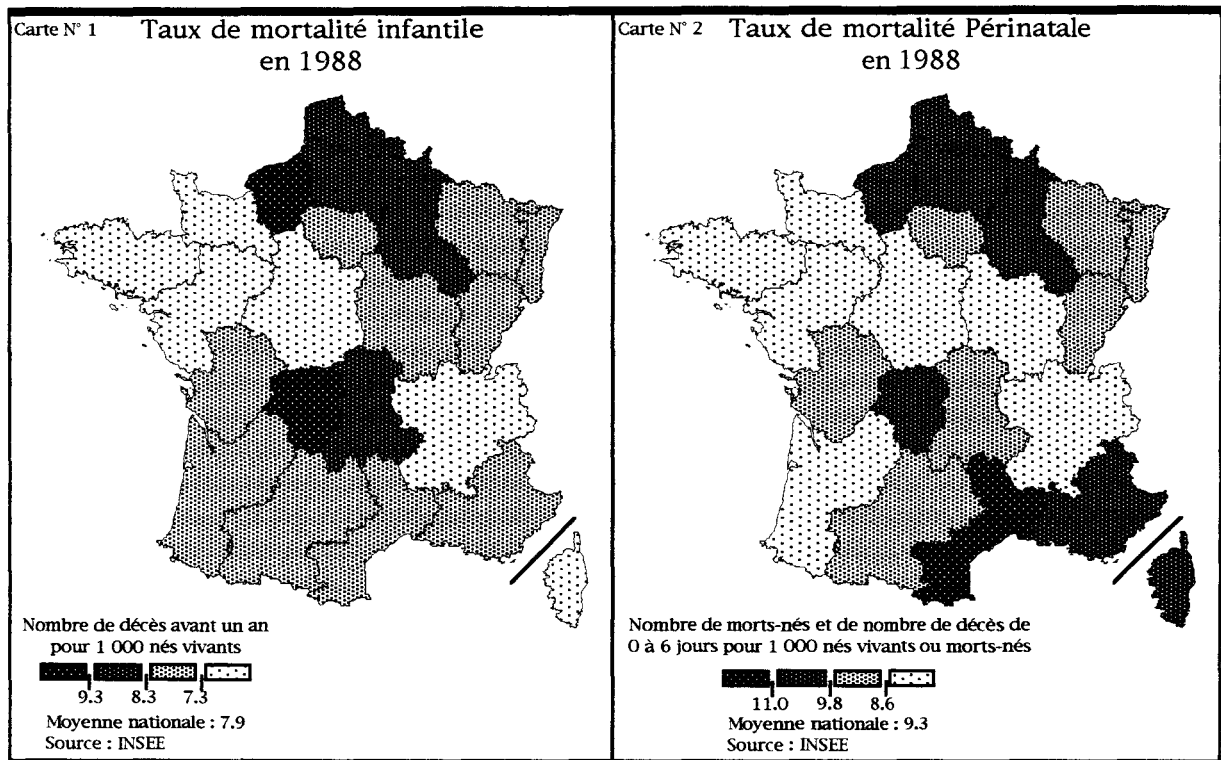 Carte N° 1
Taux de mortalité infantile
en 1988
Nombre de décès avant un an
pour 1 000 nés vivants
9.3 8.3 7.3
Moyenne nationale : 7.9
Source : INSEE
Carte N° 2
Taux de mortalité Périnatale
en 1988
Nombre de morts-nés et de nombre de décès de
0 à 6 jours pour 1 000 nés vivants ou morts-nés
11.0 9.8 8.6
Moyenne nationale : 9.3
Source : INSEE